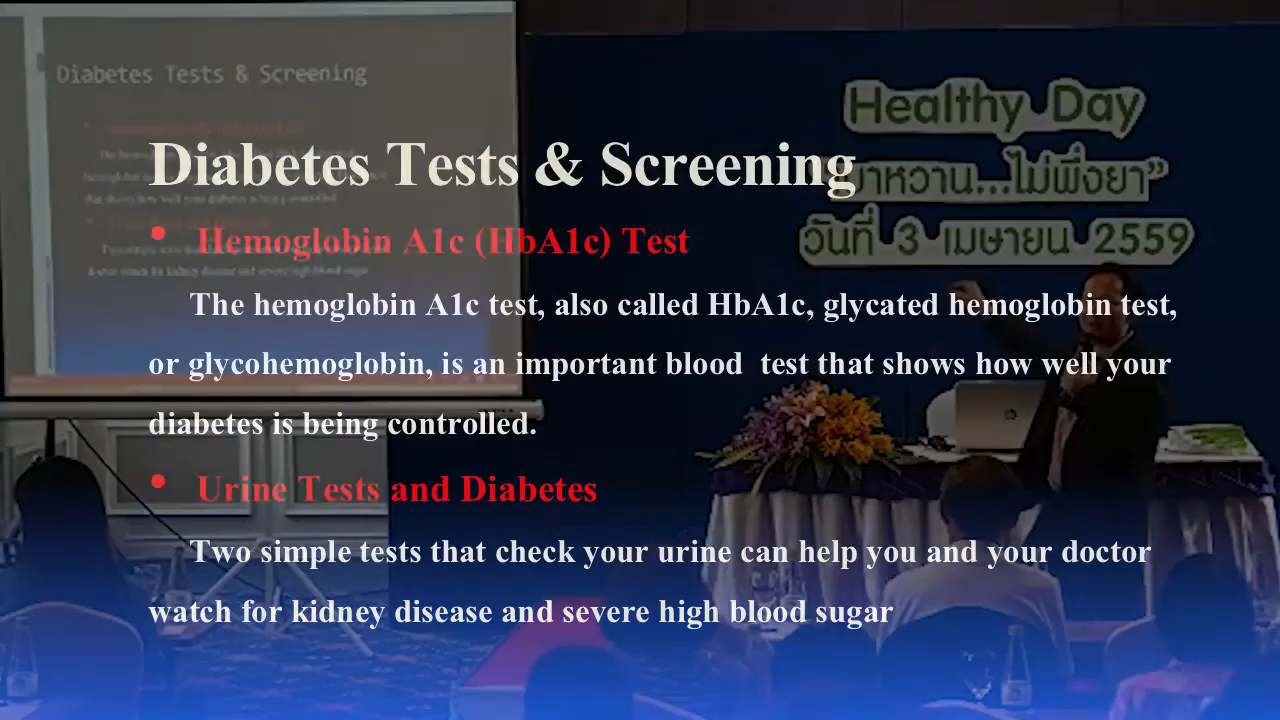 Diabetes Tests & Screening
Healthy Day
Diabetes Tests & Screening
าหวาน...ไม่พึ่งยา”
วันที่ 3 เมษายน 2559
• Hemoglobin A1c (HbA1c) Test
The hemoglobin A1c test, also called HbA1c, glycated hemoglobin test,
or glycohemoglobin, is an important blood test that shows how well your
diabetes is being controlled.
• Urine Tests and Diabetes
Two simple tests that check your urine can help you and your doctor
watch for kidney disease and severe high blood sugar